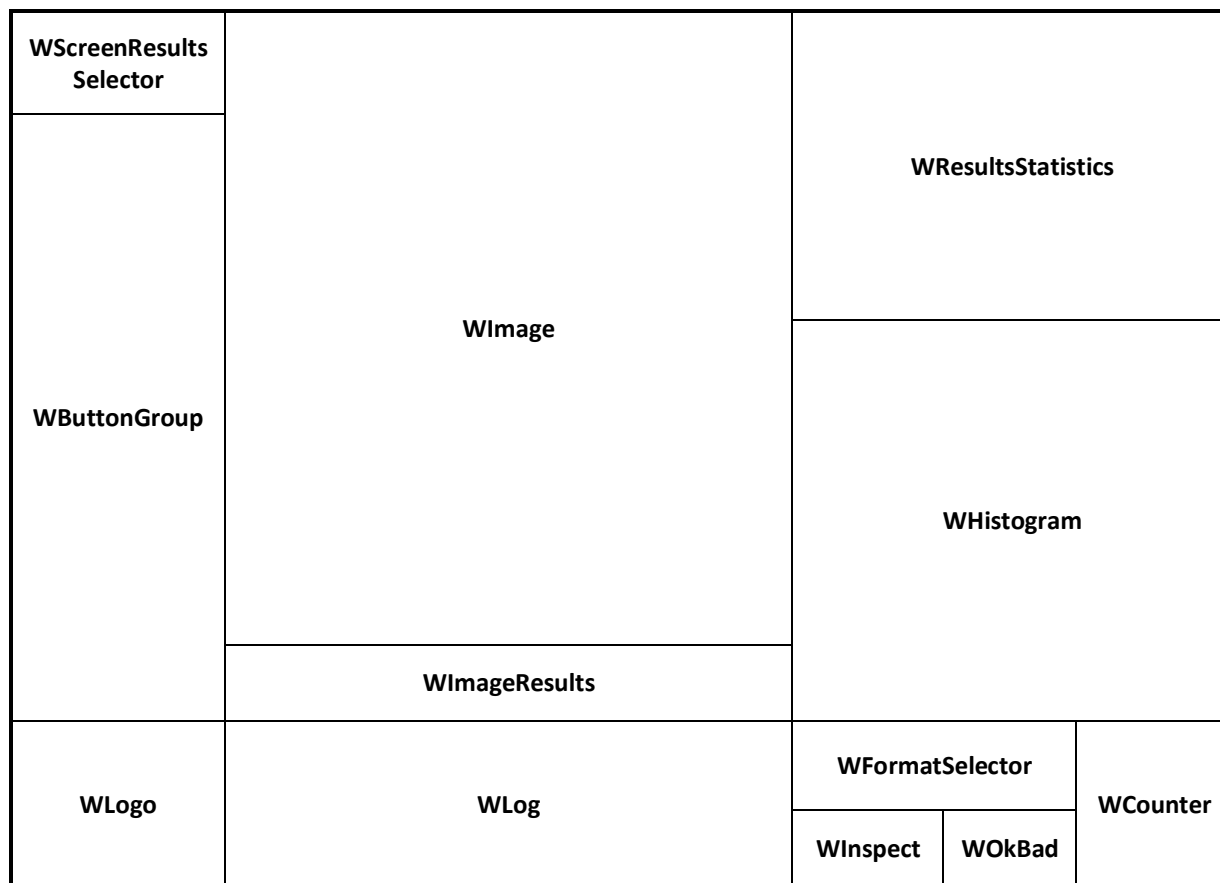 WScreenResults
Selector
WImage
WResultsStatistics
WButtonGroup
WHistogram
WImageResults
WLogo
WLog
WFormatSelector
WCounter
WInspect
WOkBad